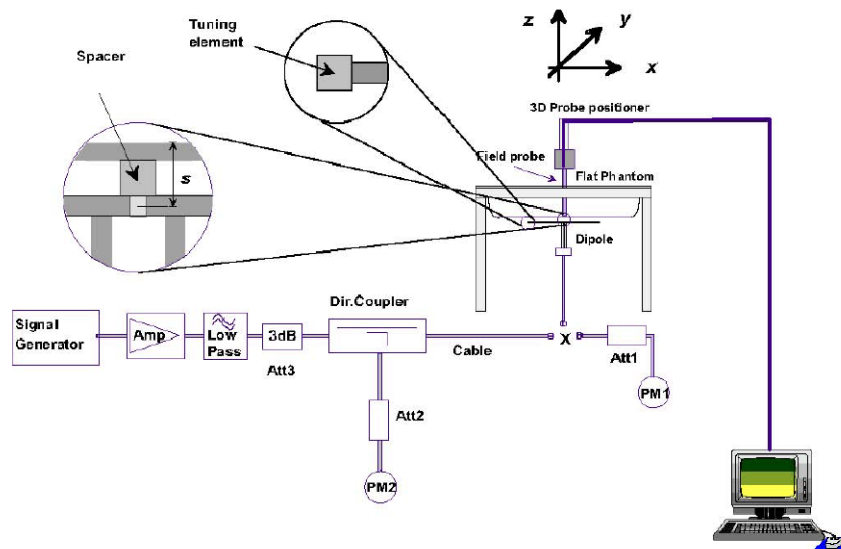 Tuning
element
Spacer
s
z
y
x
3D Probe positioner
Field probe
Flat Phantom
Dipole
Dir.Coupler
Signal
Generator
Amp
Low
Pass
3dB
Att3
Cable
X
Att1
PM1
Att2
PM2